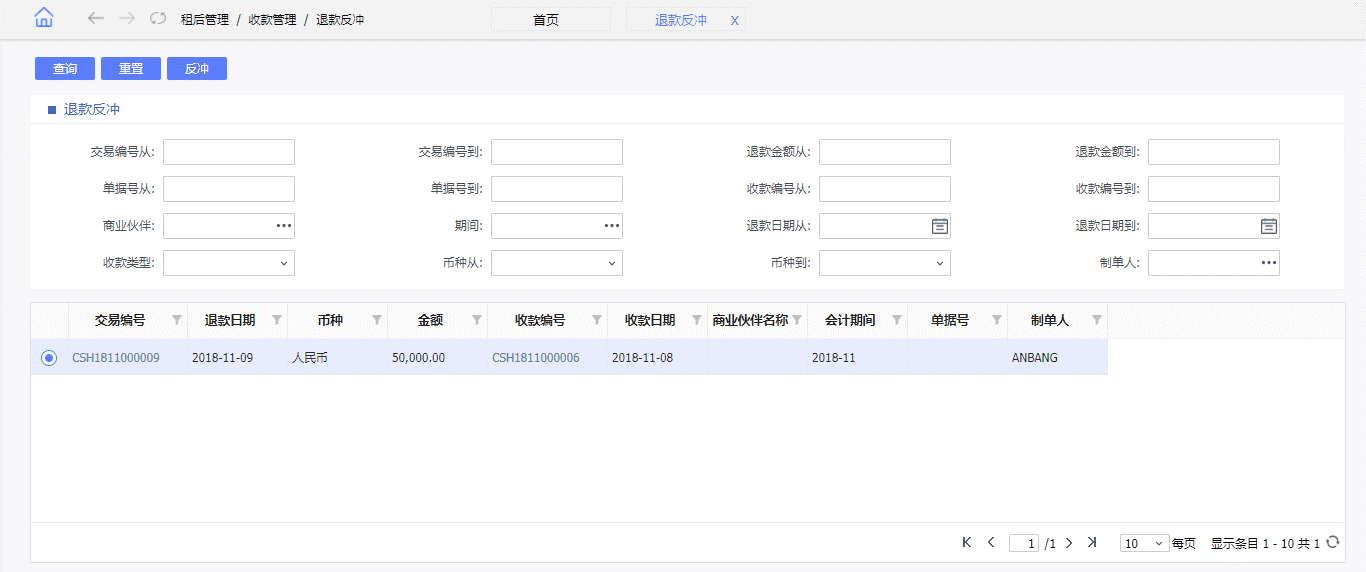 租后管理 / 收款管理 / 退款反冲 首页 退款反冲 X
查询 重置 反冲
退款反冲
交易编号从: 交易编号到: 退款金额从: 退款金额到:
单据号从: 单据号到: 收款编号从: 收款编号到:
商业伙伴: 期间: 退款日期从: 退款日期到:
收款类型: 币种从: 币种到: 制单人:
交易编号 退款日期 币种 金额 收款编号 收款日期 商业伙伴名称 会计期间 单据号 制单人
CSH1811000009 2018-11-09 人民币 50,000.00 CSH1811000006 2018-11-08 2018-11 ANBANG
1 /1 10 每页 显示条目 1 - 10 共 1